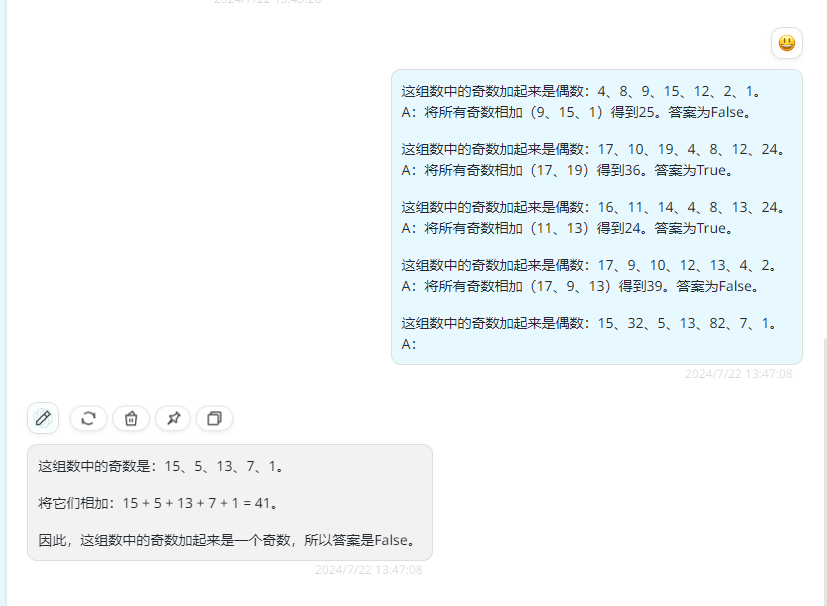 2024/7/22 13:45:20
这组数中的奇数加起来是偶数：4、8、9、15、12、2、1。
A：将所有奇数相加（9、15、1）得到25。答案为False。
这组数中的奇数加起来是偶数：17、10、19、4、8、12、24。
A：将所有奇数相加（17、19）得到36。答案为True。
这组数中的奇数加起来是偶数：16、11、14、4、8、13、24。
A：将所有奇数相加（11、13）得到24。答案为True。
这组数中的奇数加起来是偶数：17、9、10、12、13、4、2。
A：将所有奇数相加（17、9、13）得到39。答案为False。
这组数中的奇数加起来是偶数：15、32、5、13、82、7、1。
A：
2024/7/22 13:47:08
这组数中的奇数是：15、5、13、7、1。
将它们相加：15 + 5 + 13 + 7 + 1 = 41。
因此，这组数中的奇数加起来是一个奇数，所以答案是False。
2024/7/22 13:47:08